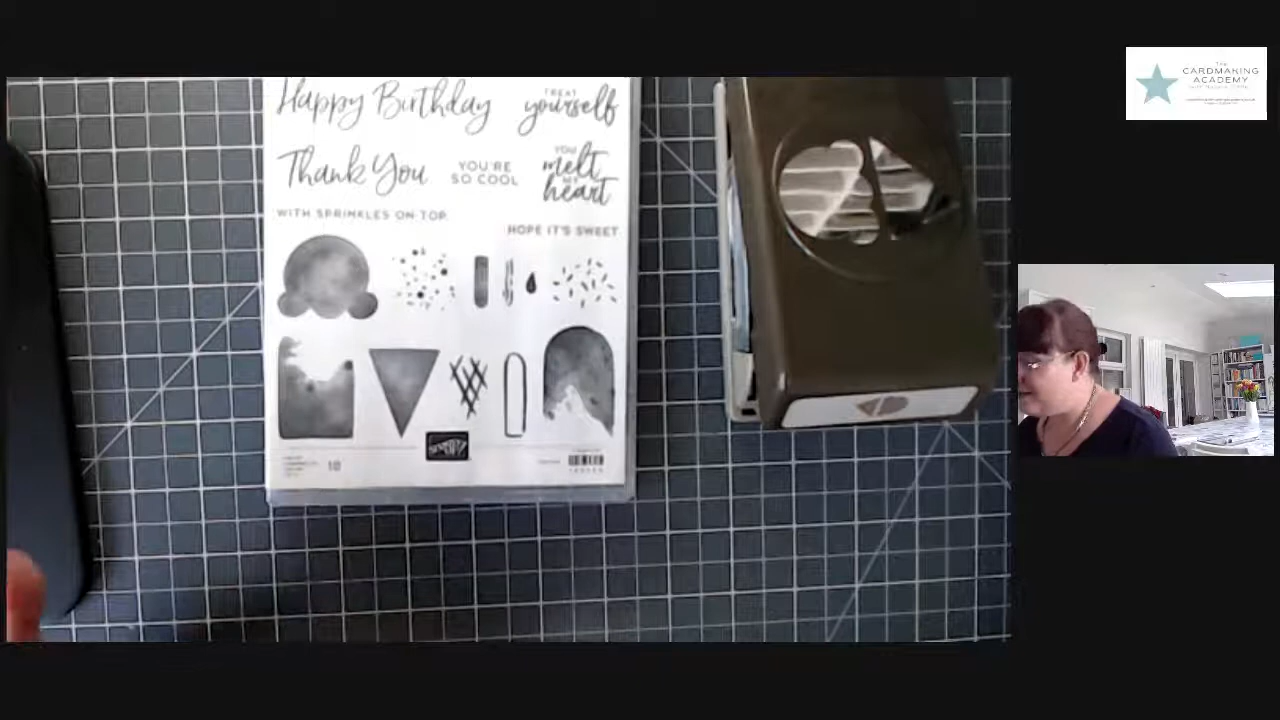 Happy Birthday
TREAT
yourself
Thank You
YOU'RE
SO COOL
YOU
melt
MY
heart
WITH SPRINKLES ON TOP
HOPE IT'S SWEET
10
THE
CARDMAKING
ACADEMY